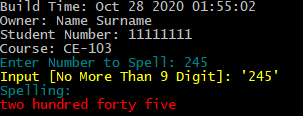 Build Time: Oct 28 2020 01:55:02
Owner: Name Surname
Student Number: 11111111
Course: CE-103
Enter Number to Spell: 245
Input [No More Than 9 Digit]: '245'
Spelling:
two hundred forty five